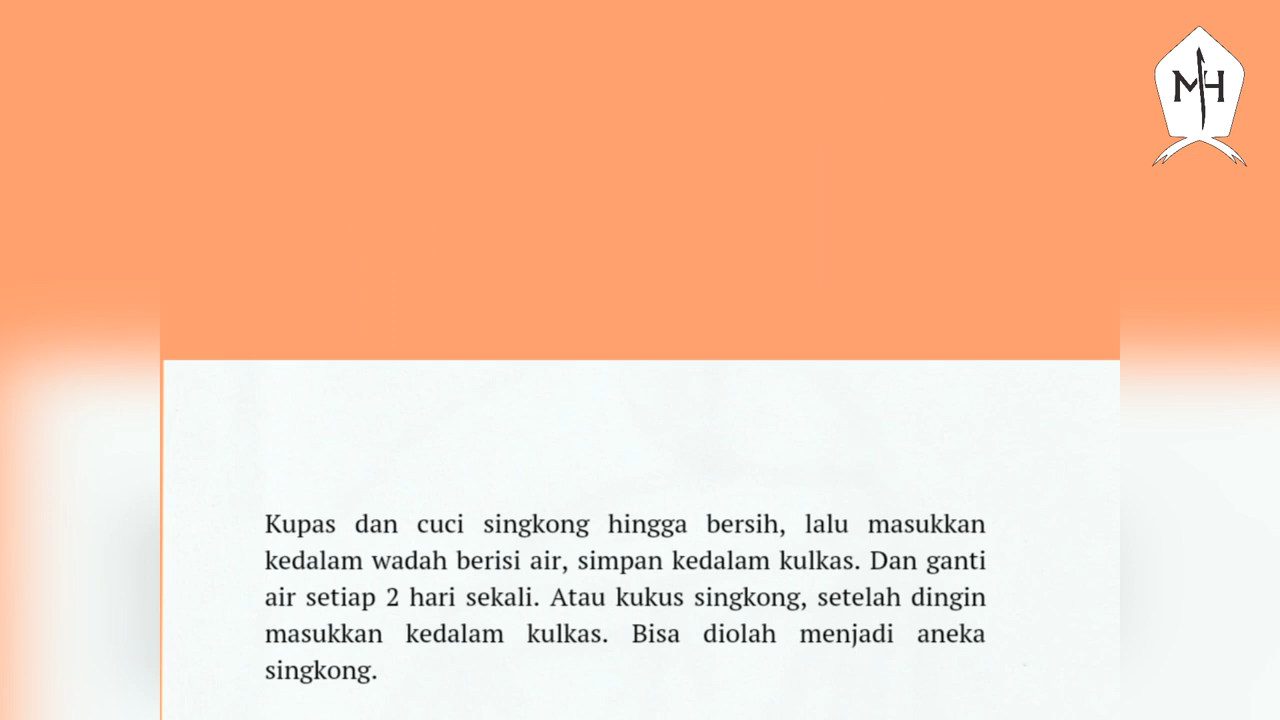 MH
Kupas dan cuci singkong hingga bersih, lalu masukkan
kedalam wadah berisi air, simpan kedalam kulkas. Dan ganti
air setiap 2 hari sekali. Atau kukus singkong, setelah dingin
masukkan kedalam kulkas. Bisa diolah menjadi aneka
singkong.